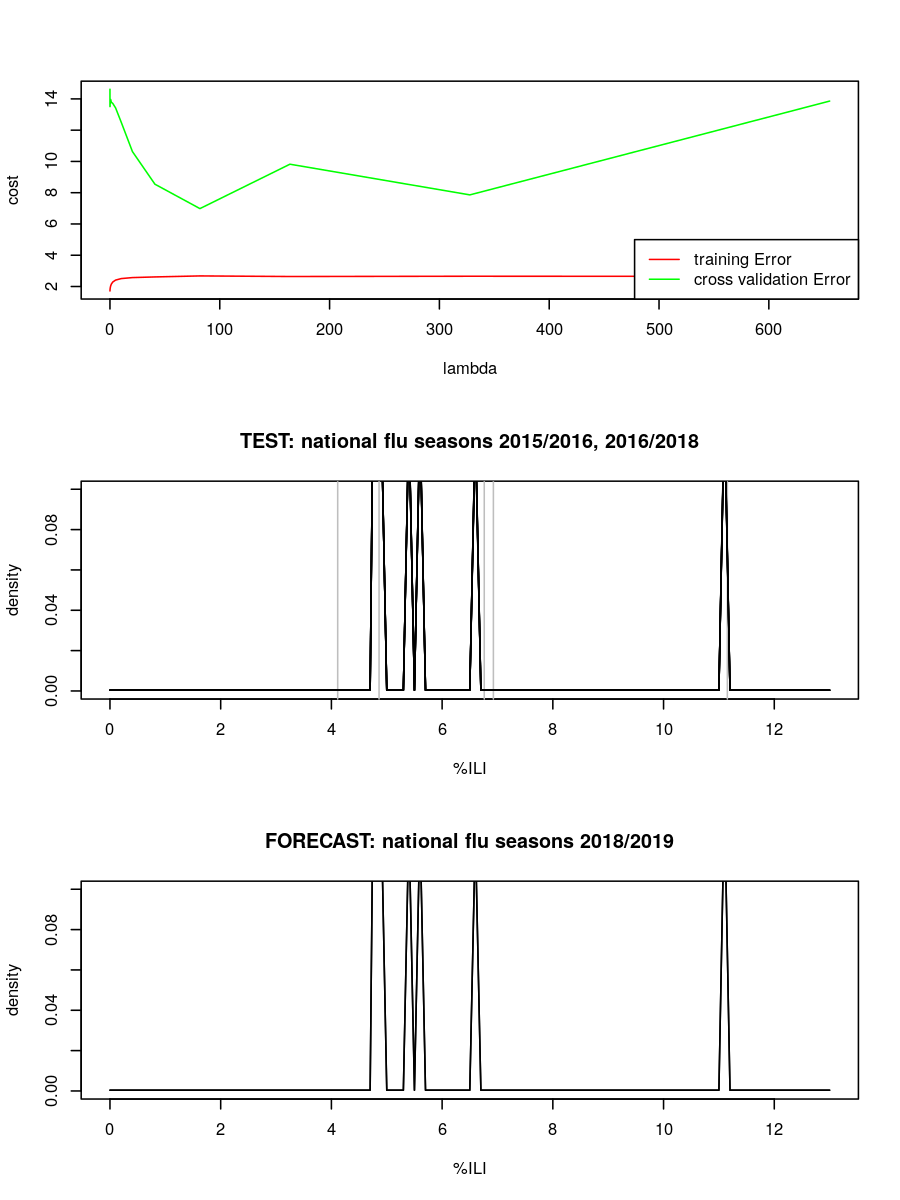 14
10
8
6
4
2
cost
training Error
cross validation Error
0 100 200 300 400 500 600
lambda
TEST: national flu seasons 2015/2016, 2016/2018
0.08
0.04
0.00
density
0 2 4 6 8 10 12
%ILI
FORECAST: national flu seasons 2018/2019
0.08
0.04
0.00
density
0 2 4 6 8 10 12
%ILI